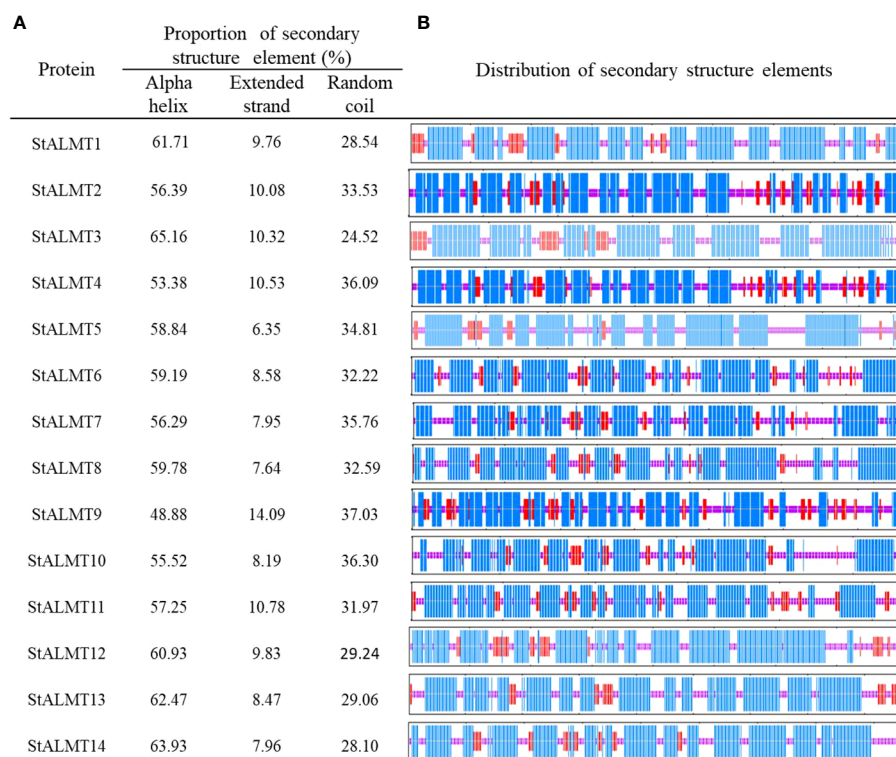 A
B
Proportion of secondary
structure element (%)
Protein
Distribution of secondary structure elements
Alpha helix Extended strand Random coil
StALMT1 61.71 9.76 28.54
StALMT2 56.39 10.08 33.53
StALMT3 65.16 10.32 24.52
StALMT4 53.38 10.53 36.09
StALMT5 58.84 6.35 34.81
StALMT6 59.19 8.58 32.22
StALMT7 56.29 7.95 35.76
StALMT8 59.78 7.64 32.59
StALMT9 48.88 14.09 37.03
StALMT10 55.52 8.19 36.30
StALMT11 57.25 10.78 31.97
StALMT12 60.93 9.83 29.24
StALMT13 62.47 8.47 29.06
StALMT14 63.93 7.96 28.10